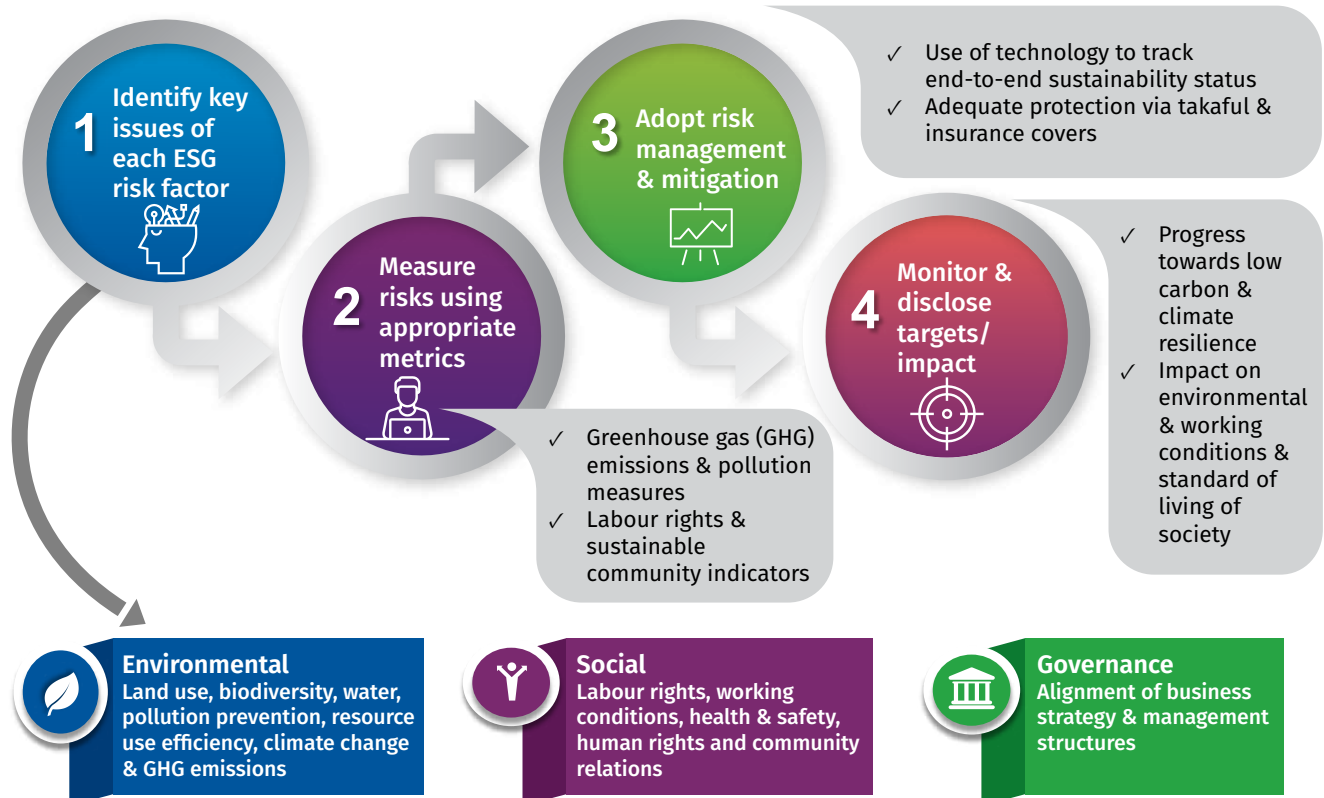 1
Identify key
issues of
each ESG
risk factor
2
Measure
risks using
appropriate
metrics
✓ Greenhouse gas (GHG)
emissions & pollution
measures
✓ Labour rights &
sustainable
community indicators
3
Adopt risk
management
& mitigation
✓ Use of technology to track
end-to-end sustainability status
✓ Adequate protection via takaful &
insurance covers
4
Monitor &
disclose
targets/
impact
✓ Progress
towards low
carbon &
climate
resilience
✓ Impact on
environmental
& working
conditions &
standard of
living of
society
Environmental
Land use, biodiversity, water,
pollution prevention, resource
use efficiency, climate change
& GHG emissions
Social
Labour rights, working
conditions, health & safety,
human rights and community
relations
Governance
Alignment of business
strategy & management
structures